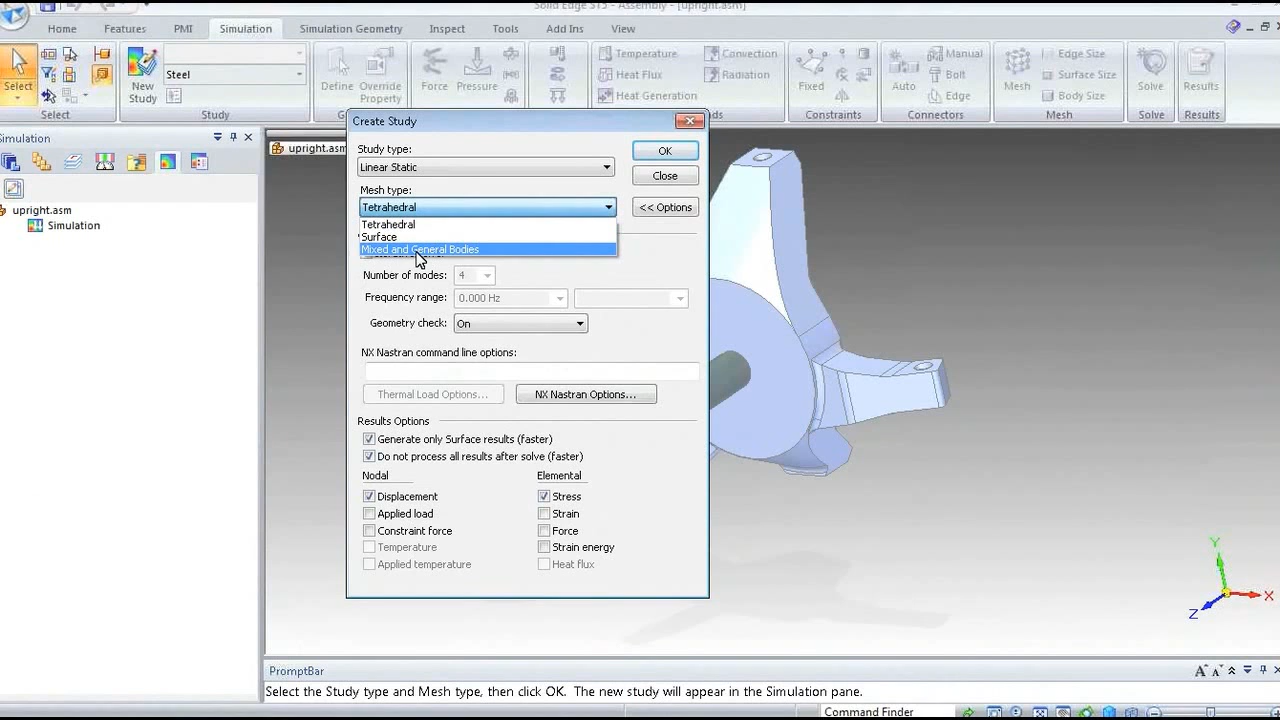 Solid Edge ST5 - Assembly - [upright.asm]
Home Features PMI Simulation Simulation Geometry Inspect Tools Add Ins View
Select
New Study
Steel
Define
Override Property
Force
Pressure
Temperature
Convection
Heat Flux
Radiation
Heat Generation
Fixed
Auto
Manual
Bolt
Edge
Mesh
Edge Size
Surface Size
Body Size
Solve
Results
Select Study Constraints Connectors Mesh Solve Results
Simulation
upright.asm
Simulation
upright.asm
Create Study
Study type:
Linear Static
OK
Close
Mesh type:
Tetrahedral
<< Options
Tetrahedral
Surface
Mixed and General Bodies
Number of modes: 4
Frequency range: 0.000 Hz
Geometry check: On
NX Nastran command line options:
Thermal Load Options... NX Nastran Options...
Results Options
Generate only Surface results (faster)
Do not process all results after solve (faster)
Nodal Elemental
Displacement Stress
Applied load Strain
Constraint force Force
Temperature Strain energy
Applied temperature Heat flux
Y
X
Z
PromptBar
Select the Study type and Mesh type, then click OK. The new study will appear in the Simulation pane.
Command Finder